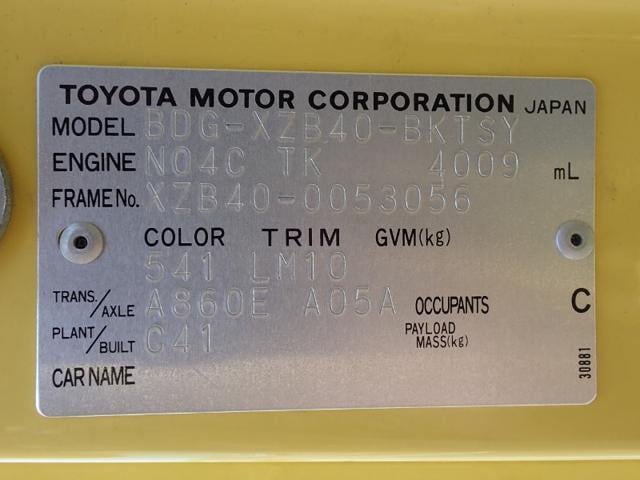 TOYOTA MOTOR CORPORATION JAPAN
MODEL BDG-XZB40-BKTSY
ENGINE N04C TK 4009 mL
FRAME No. XZB40-0053056
COLOR TRIM GVM(kg)
541 LM10
TRANS./AXLE A860E A05A OCCUPANTS C
PLANT/BUILT C41 PAYLOAD MASS(kg)
CAR NAME
30881